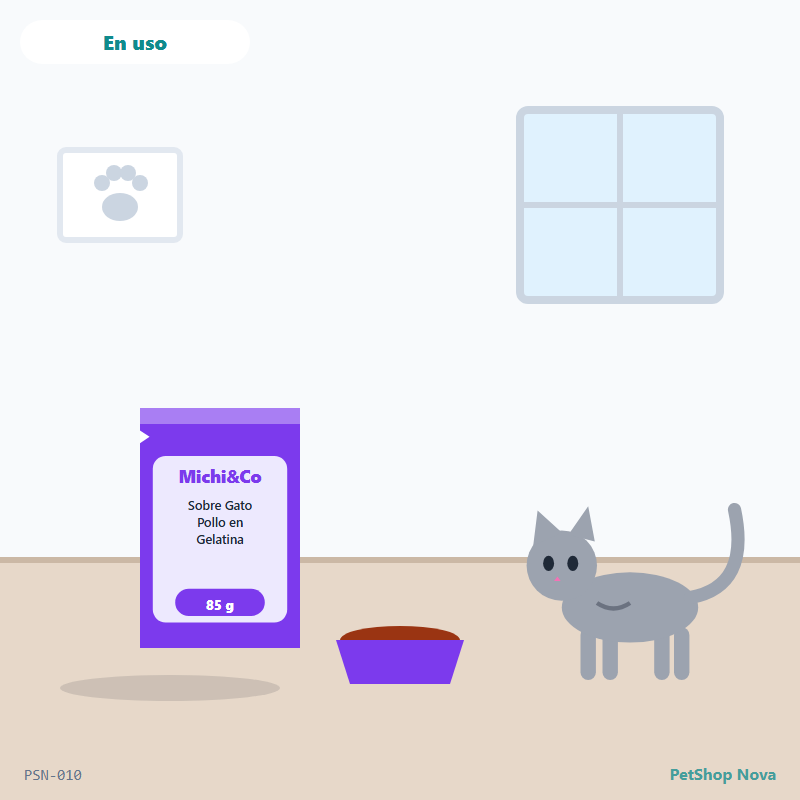 En uso
Michi&Co
Sobre Gato
Pollo en
Gelatina
85 g
PSN-010
PetShop Nova